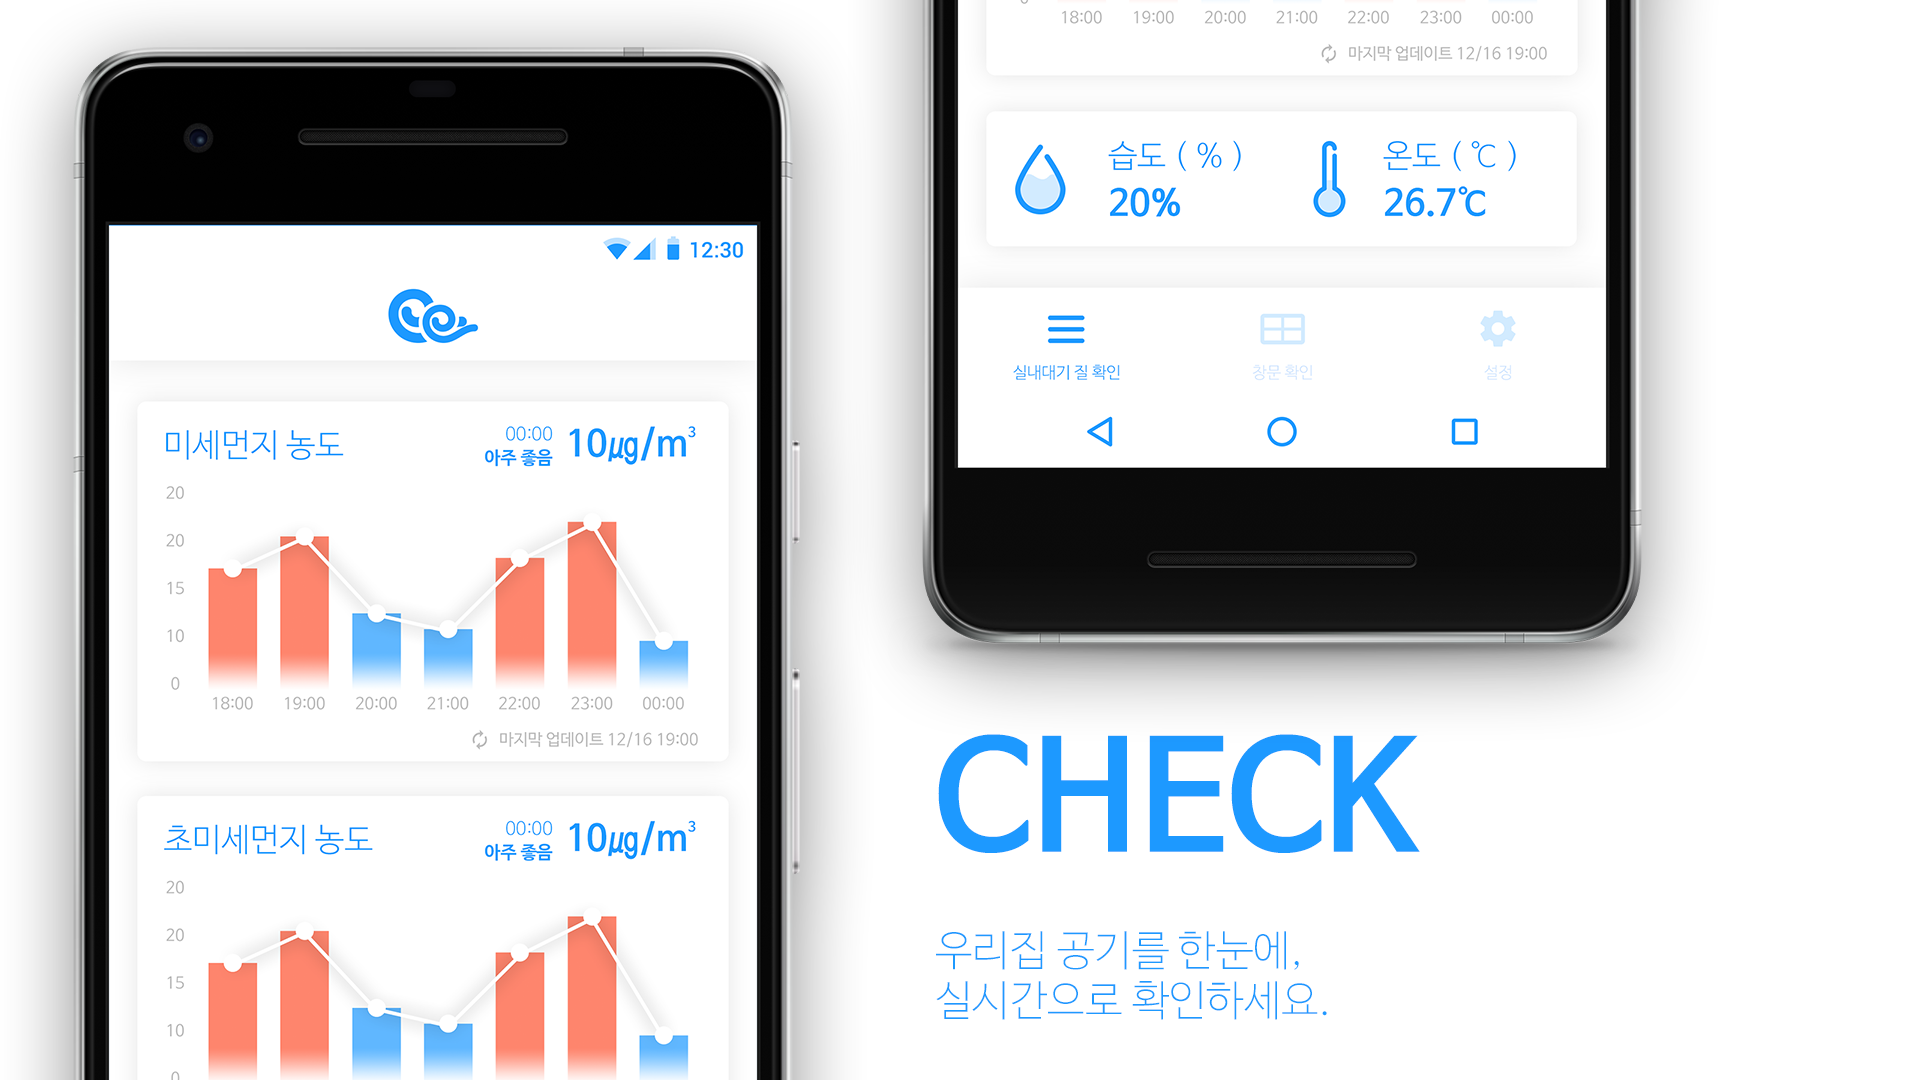 12:30
미세먼지 농도
00:00
아주 좋음
10㎍/m³
20
20
15
10
0
18:00 19:00 20:00 21:00 22:00 23:00 00:00
마지막 업데이트 12/16 19:00
초미세먼지 농도
00:00
아주 좋음
10㎍/m³
20
20
15
10
0
18:00 19:00 20:00 21:00 22:00 23:00 00:00
마지막 업데이트 12/16 19:00
습도 ( % )
20%
온도 ( ℃ )
26.7℃
실내대기 질 확인
창문 확인
설정
CHECK
우리집 공기를 한눈에,
실시간으로 확인하세요.